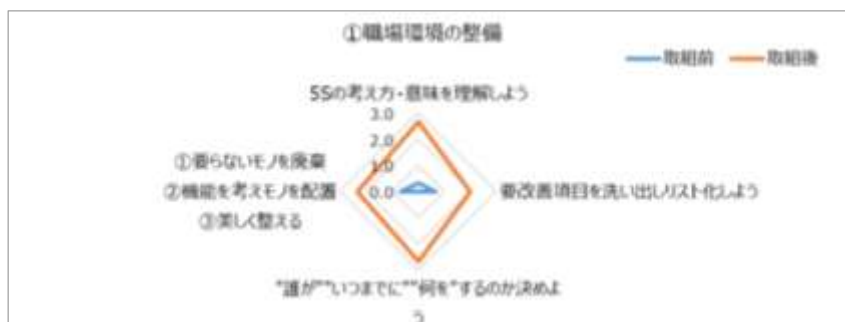 ①職場環境の整備
取組前 取組後
5Sの考え方・意味を理解しよう
3.0
2.0
1.0
0.0
①要らないモノを廃棄
②機能を考えモノを配置
③美しく整える
要改善項目を洗い出しリスト化しよう
"誰が""いつまでに""何を"するのか決めよ
う